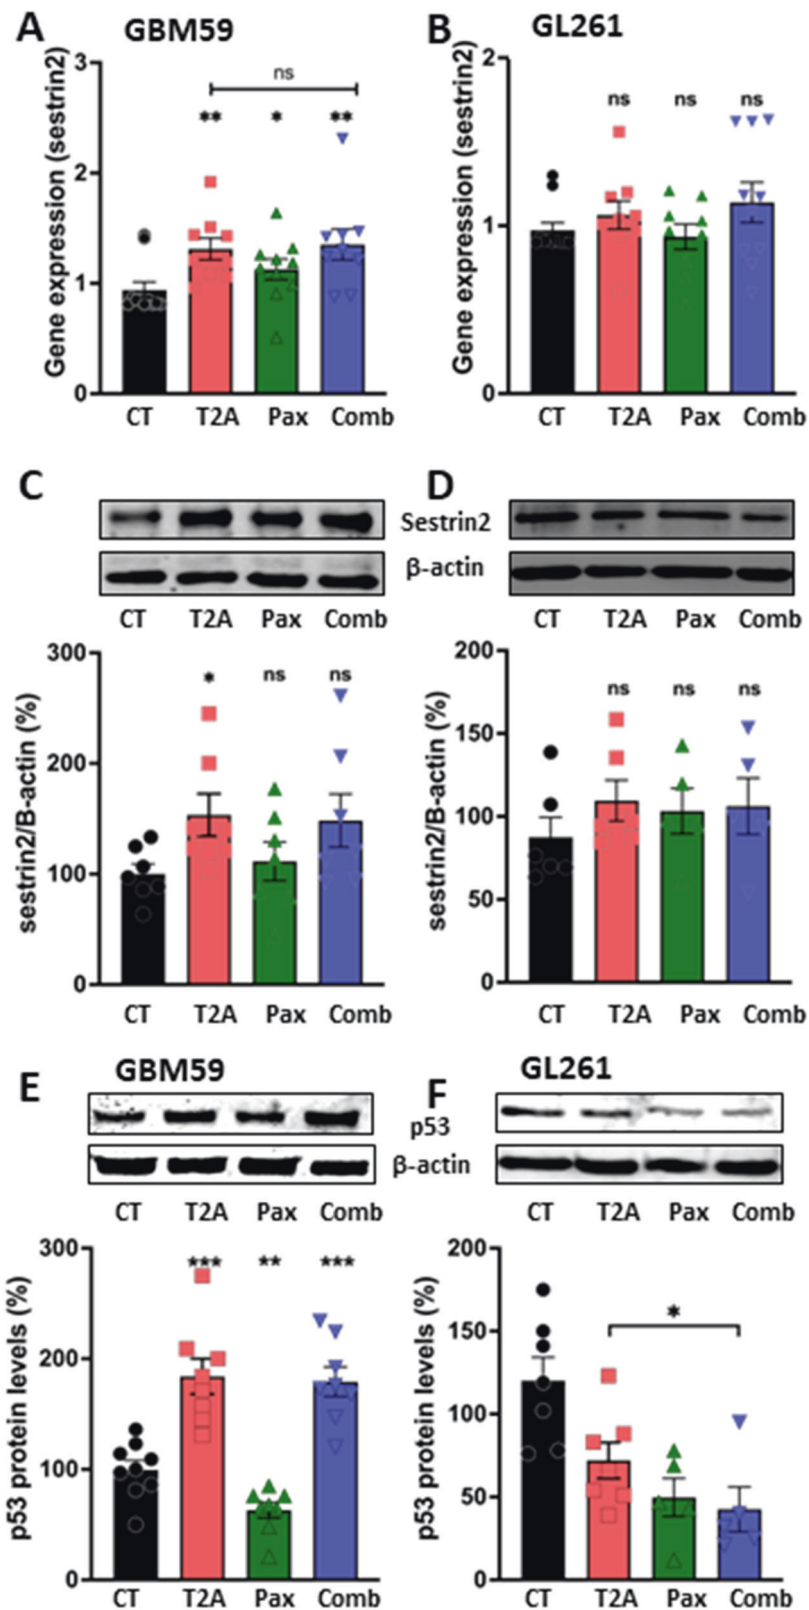 A
GBM59
Gene expression (sestrin2)
3
2
1
0
ns
** * **
CT T2A Pax Comb
B
GL261
Gene expression (sestrin2)
2
1
0
ns ns ns
CT T2A Pax Comb
C
D
Sestrin2
β-actin
CT T2A Pax Comb
CT T2A Pax Comb
sestrin2/B-actin (%)
300
200
100
0
* ns ns
CT T2A Pax Comb
sestrin2/B-actin (%)
200
150
100
50
0
ns ns ns
CT T2A Pax Comb
E
GBM59
F
GL261
p53
β-actin
CT T2A Pax Comb
CT T2A Pax Comb
p53 protein levels (%)
300
200
100
0
*** ** ***
CT T2A Pax Comb
p53 protein levels (%)
200
150
100
50
0
*
CT T2A Pax Comb